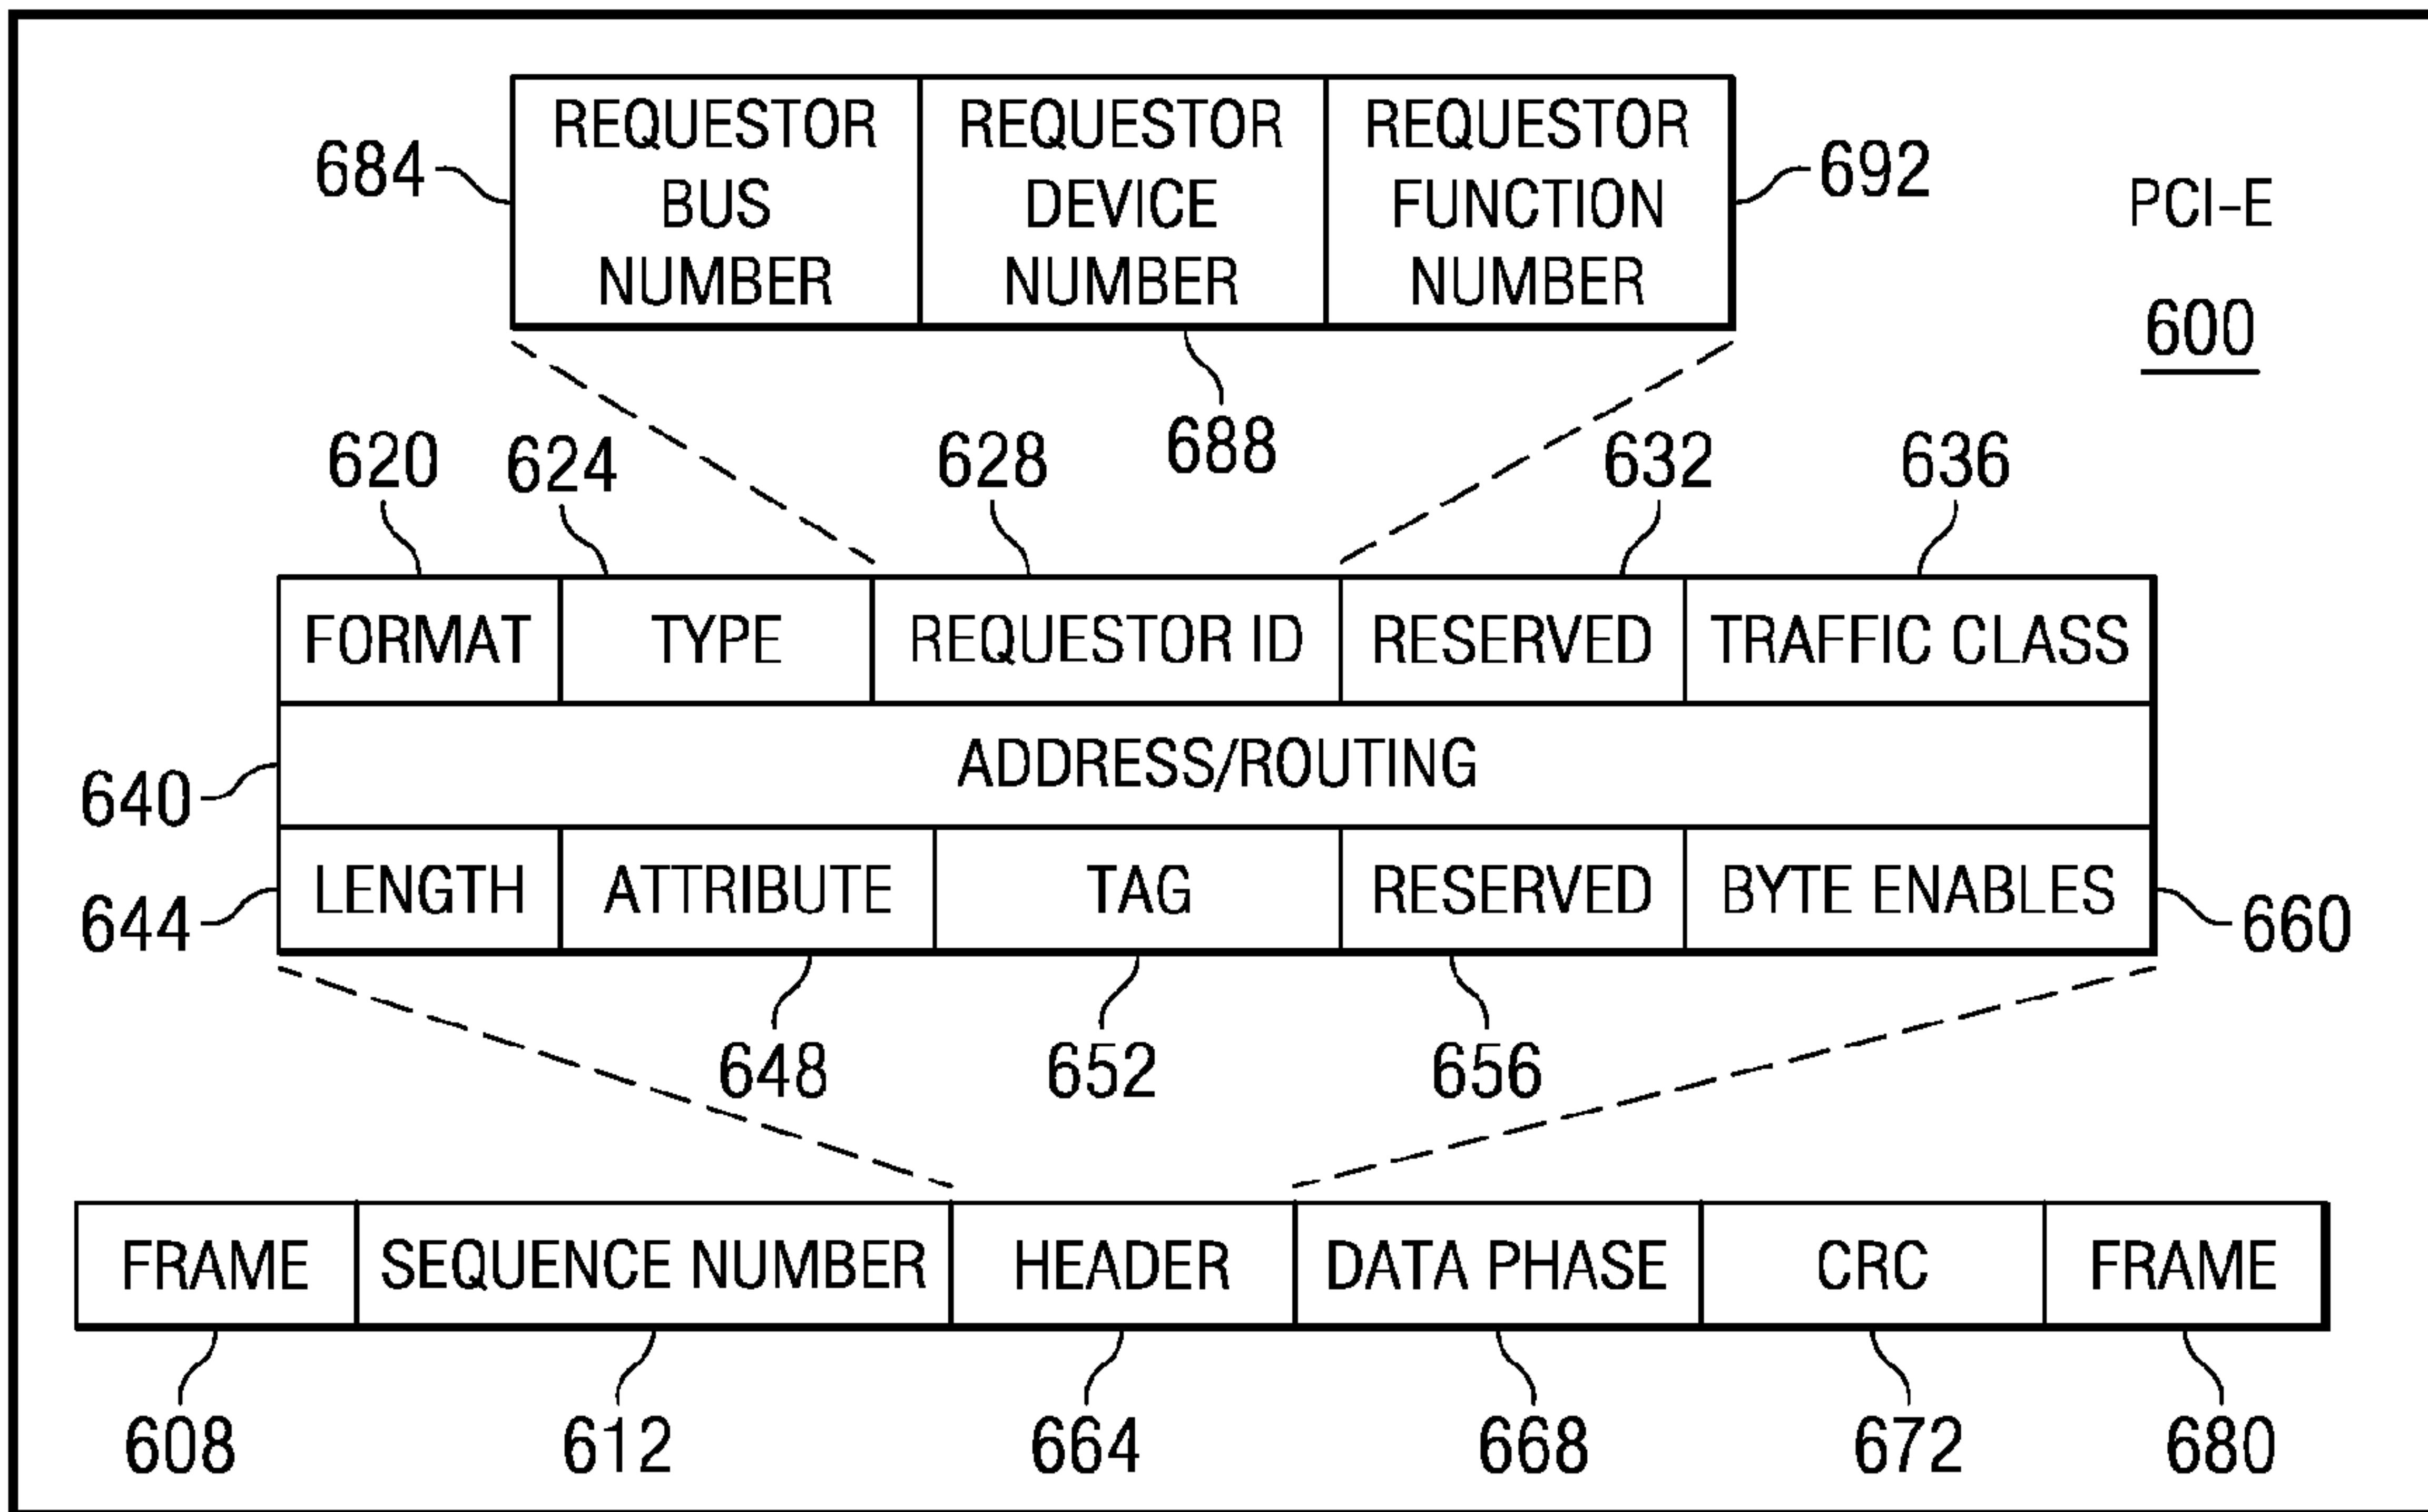 REQUESTOR BUS NUMBER
REQUESTOR DEVICE NUMBER
REQUESTOR FUNCTION NUMBER
684
692
PCI-E
600
688
620 624 628 632 636
FORMAT TYPE REQUESTOR ID RESERVED TRAFFIC CLASS
640
ADDRESS/ROUTING
644
LENGTH ATTRIBUTE TAG RESERVED BYTE ENABLES
660
648 652 656
FRAME SEQUENCE NUMBER HEADER DATA PHASE CRC FRAME
608 612 664 668 672 680